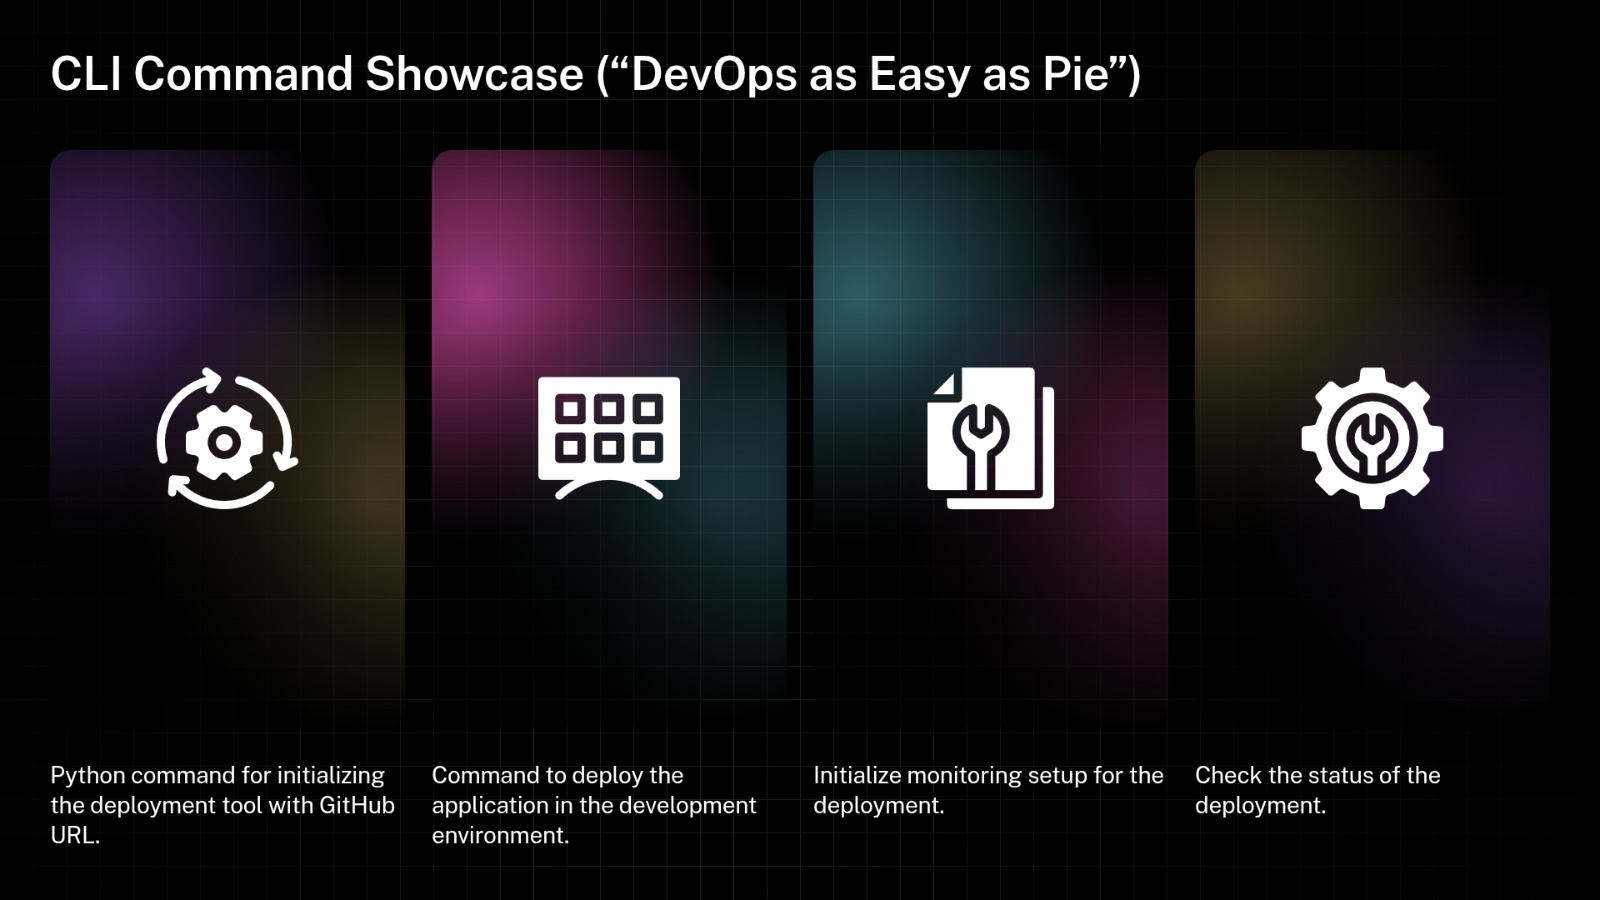 CLI Command Showcase (“DevOps as Easy as Pie”)
Python command for initializing
the deployment tool with GitHub
URL.
Command to deploy the
application in the development
environment.
Initialize monitoring setup for the
deployment.
Check the status of the
deployment.